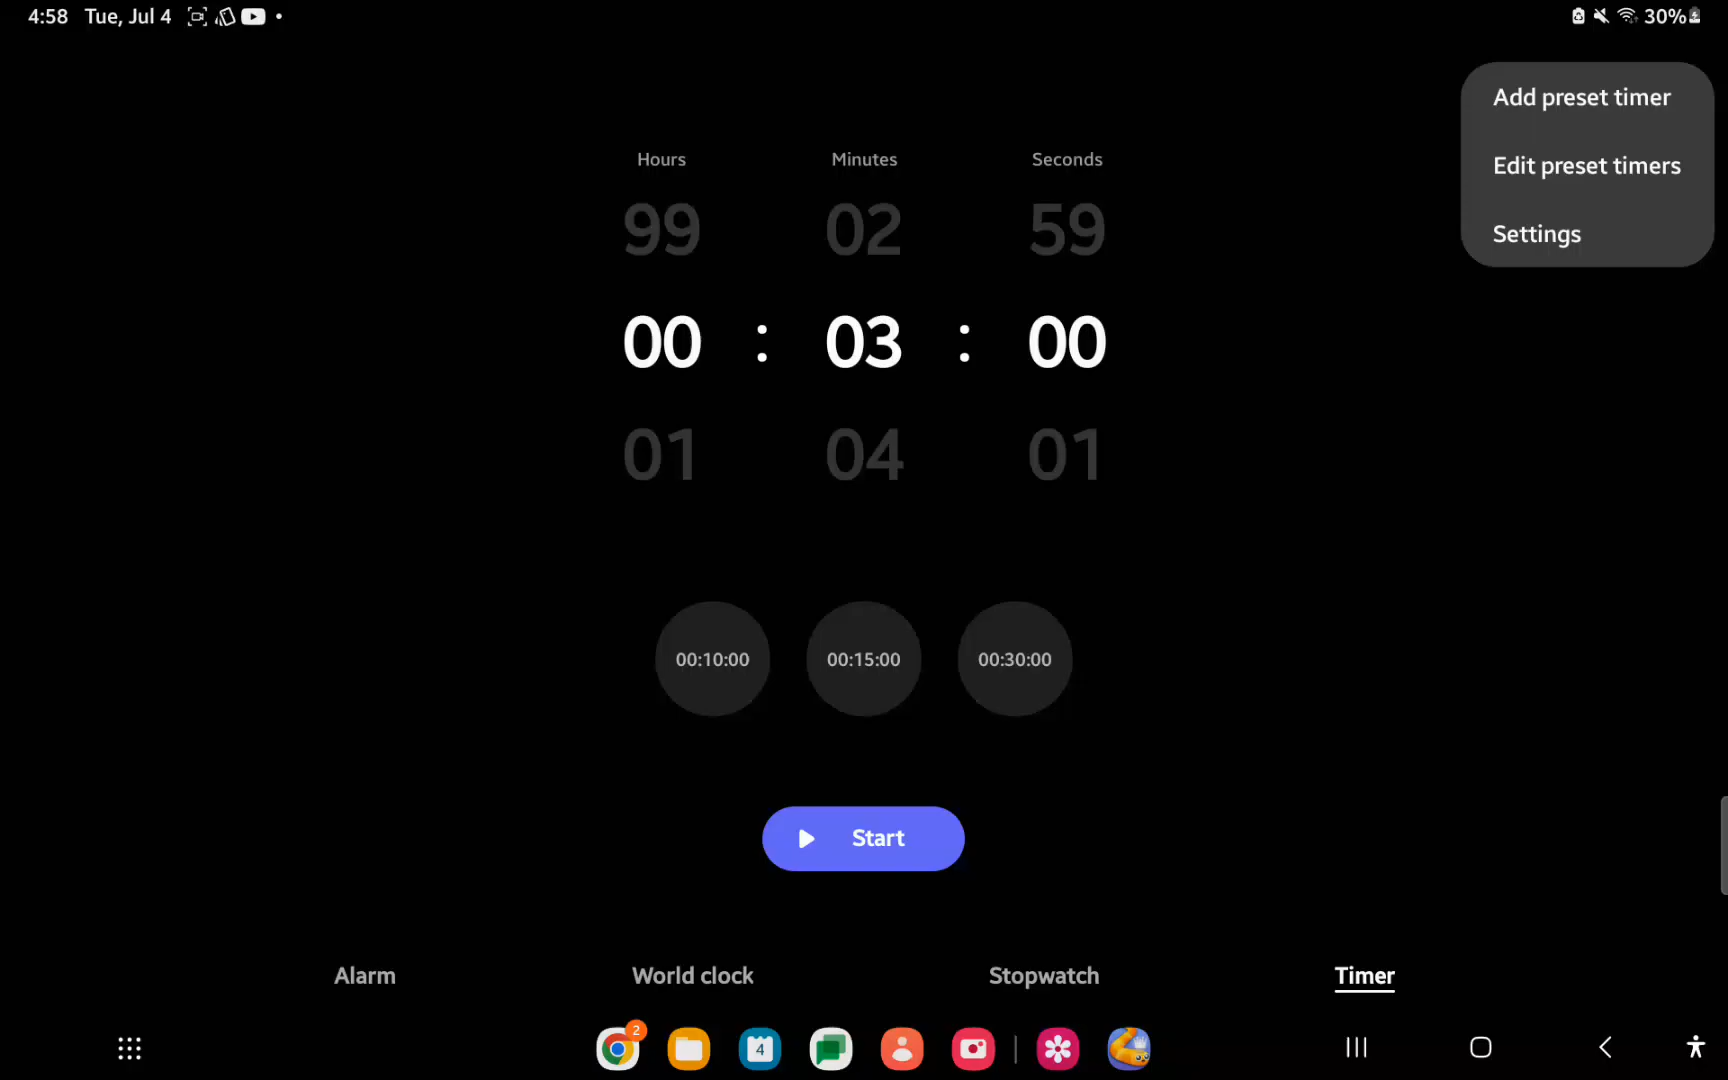 4:58 Tue, Jul 4
30%
Add preset timer
Edit preset timers
Settings
Hours Minutes Seconds
99 02 59
00 : 03 : 00
01 04 01
00:10:00 00:15:00 00:30:00
Start
Alarm World clock Stopwatch Timer
2
4